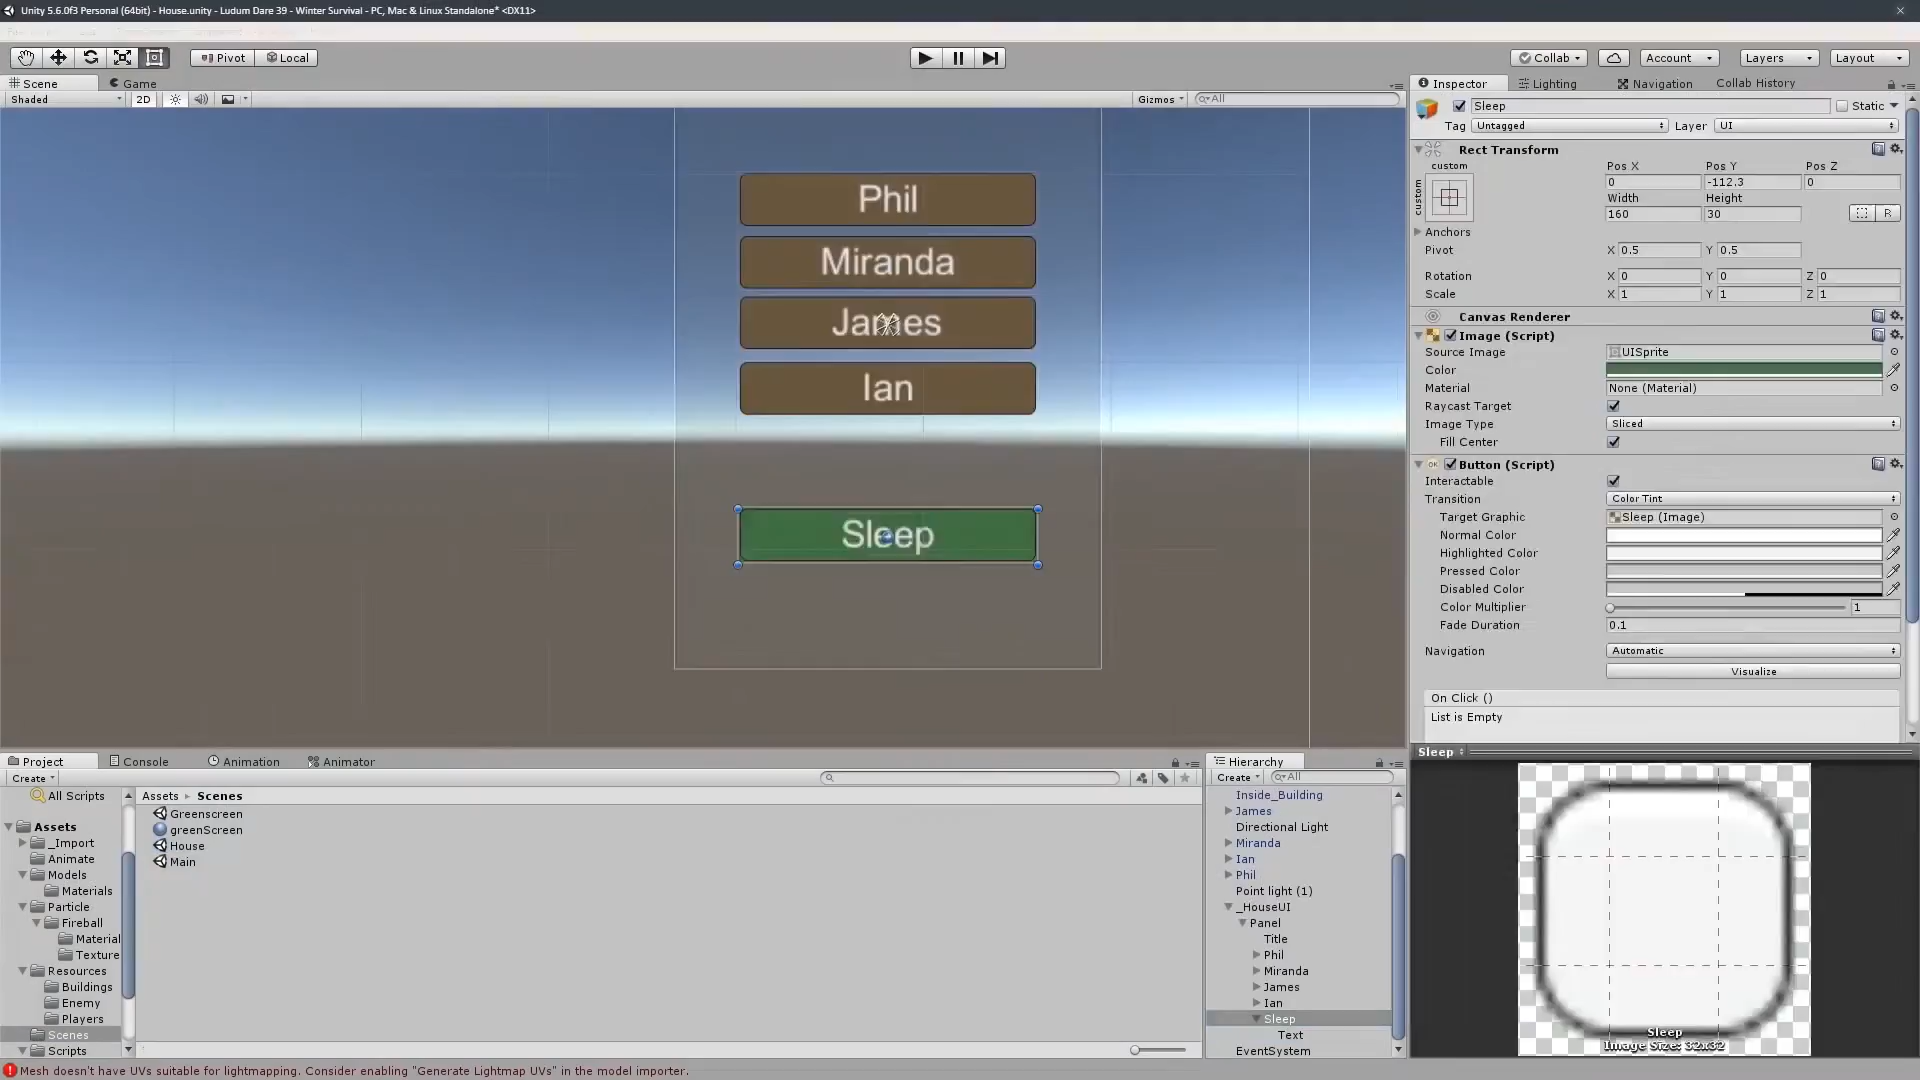 Unity 5.6.0f3 Personal (64bit) - House.unity - Ludum Dare 39 - Winter Survival - PC, Mac & Linux Standalone* <DX11>
Pivot
Local
Collab
Account
Layers
Layout
Scene
Game
Shaded
2D
Gizmos
All
Phil
Miranda
James
Ian
Sleep
Inspector
Lighting
Navigation
Collab History
Sleep
Static
Tag
Untagged
Layer
UI
Rect Transform
custom
custom
Pos X
Pos Y
Pos Z
0
-112.3
0
Width
Height
160
30
R
Anchors
Pivot
X 0.5
Y 0.5
Rotation
X 0
Y 0
Z 0
Scale
X 1
Y 1
Z 1
Canvas Renderer
Image (Script)
Source Image
UISprite
Color
Material
None (Material)
Raycast Target
Image Type
Sliced
Fill Center
OK
Button (Script)
Interactable
Transition
Color Tint
Target Graphic
Sleep (Image)
Normal Color
Highlighted Color
Pressed Color
Disabled Color
Color Multiplier
1
Fade Duration
0.1
Navigation
Automatic
Visualize
On Click ()
List is Empty
Sleep
Sleep
Image Size: 32x32
Project
Console
Animation
Animator
Create
All Scripts
Assets
_Import
Animate
Models
Materials
Particle
Fireball
Material
Texture
Resources
Buildings
Enemy
Players
Scenes
Scripts
Assets
Scenes
Greenscreen
greenScreen
House
Main
Hierarchy
Create
All
Inside_Building
James
Directional Light
Miranda
Ian
Phil
Point light (1)
_HouseUI
Panel
Title
Phil
Miranda
James
Ian
Sleep
Text
EventSystem
Mesh doesn't have UVs suitable for lightmapping. Consider enabling "Generate Lightmap UVs" in the model importer.